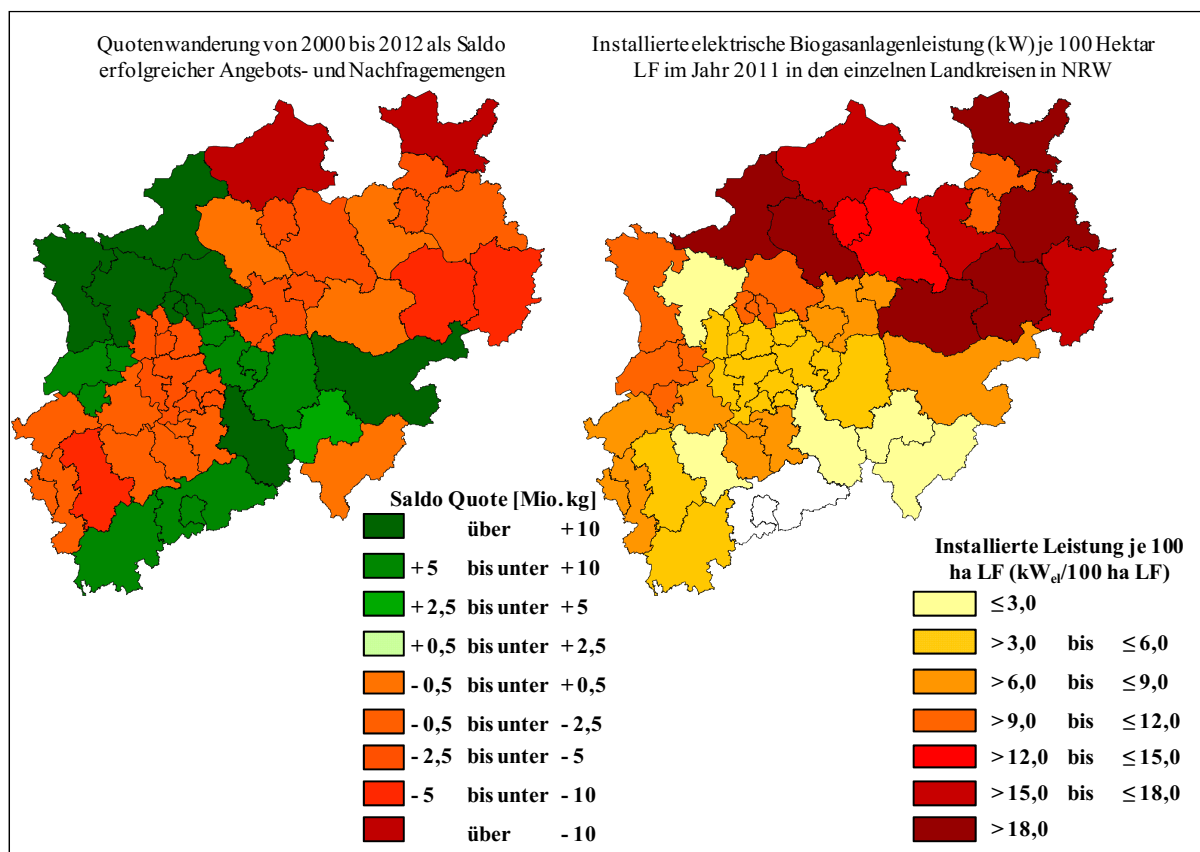 Quotenwanderung von 2000 bis 2012 als Saldo
erfolgreicher Angebots- und Nachfragemengen
Installierte elektrische Biogasanlagenleistung (kW) je 100 Hektar
LF im Jahr 2011 in den einzelnen Landkreisen in NRW
Saldo Quote [Mio. kg]
über + 10
+ 5 bis unter + 10
+ 2,5 bis unter + 5
+ 0,5 bis unter + 2,5
- 0,5 bis unter + 0,5
- 0,5 bis unter - 2,5
- 2,5 bis unter - 5
- 5 bis unter - 10
über - 10
Installierte Leistung je 100
ha LF (kWel/100 ha LF)
≤ 3,0
> 3,0 bis ≤ 6,0
> 6,0 bis ≤ 9,0
> 9,0 bis ≤ 12,0
> 12,0 bis ≤ 15,0
> 15,0 bis ≤ 18,0
> 18,0